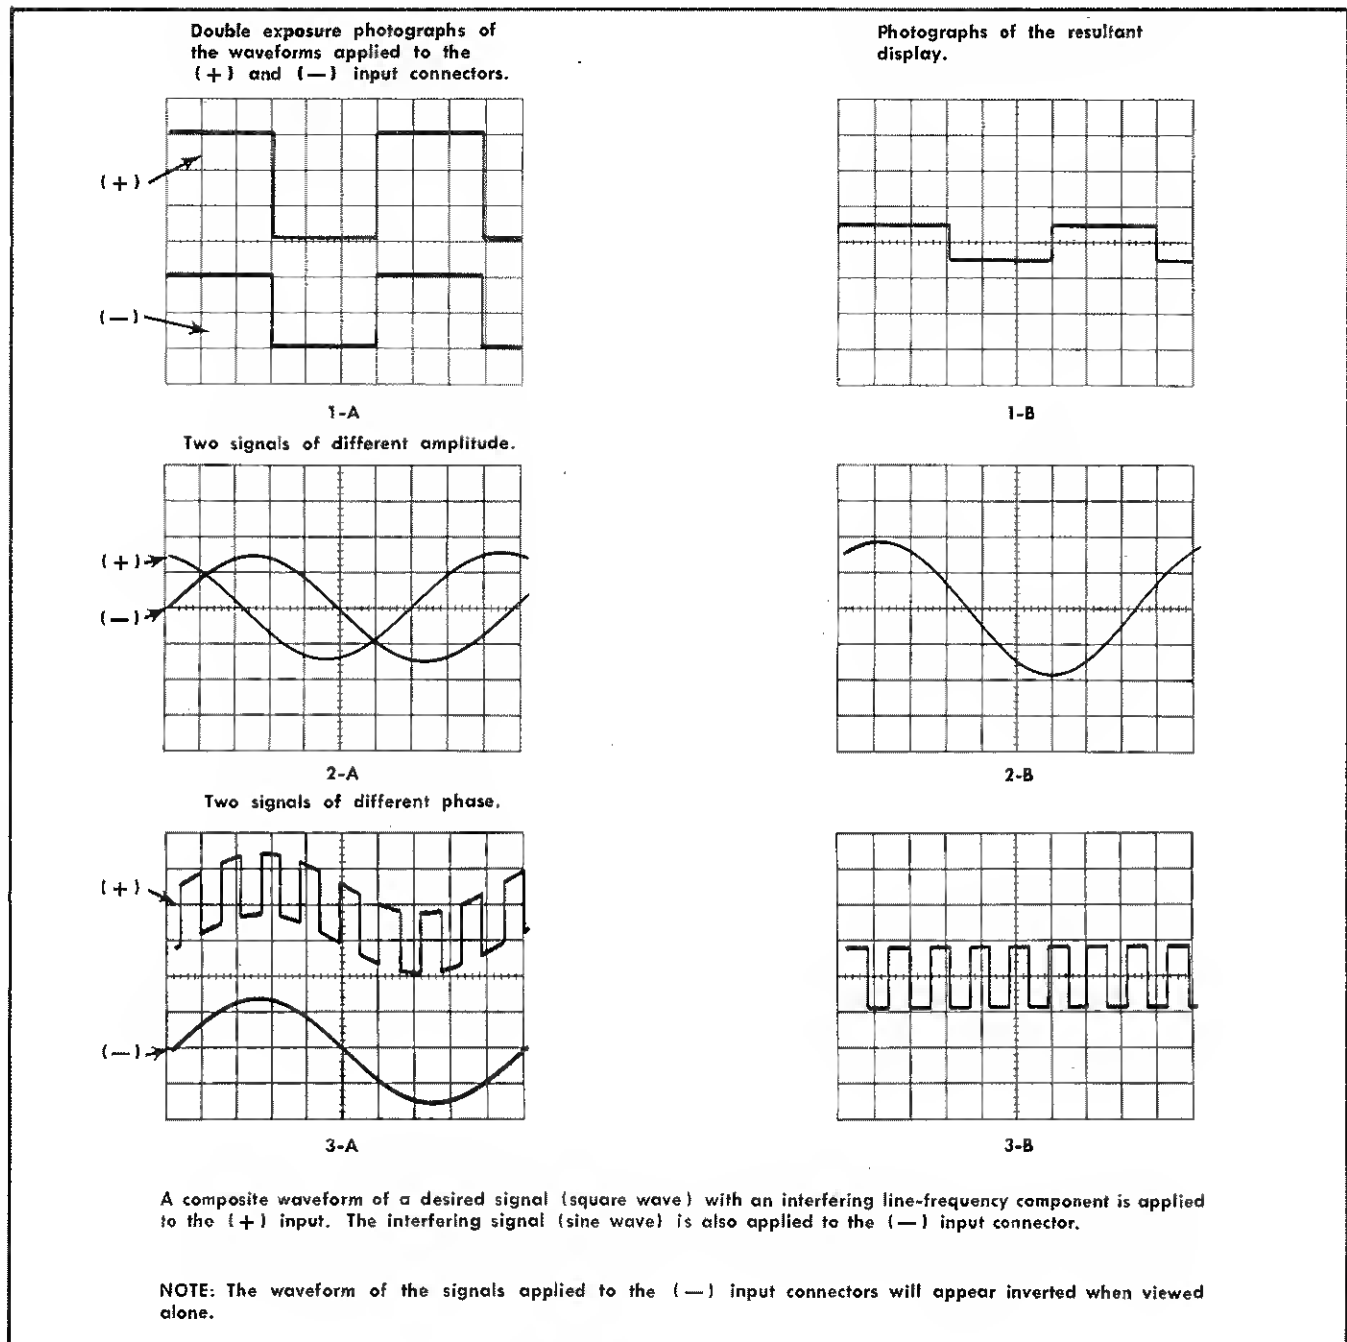 Double exposure photographs of
the waveforms applied to the
(+) and (—) input connectors.
Photographs of the resultant
display.
(+)
(—)
1-A
1-B
Two signals of different amplitude.
(+)
(—)
2-A
2-B
Two signals of different phase.
(+)
(—)
3-A
3-B
A composite waveform of a desired signal (square wave) with an interfering line-frequency component is applied
to the (+) input. The interfering signal (sine wave) is also applied to the (—) input connector.
NOTE: The waveform of the signals applied to the (—) input connectors will appear inverted when viewed
alone.